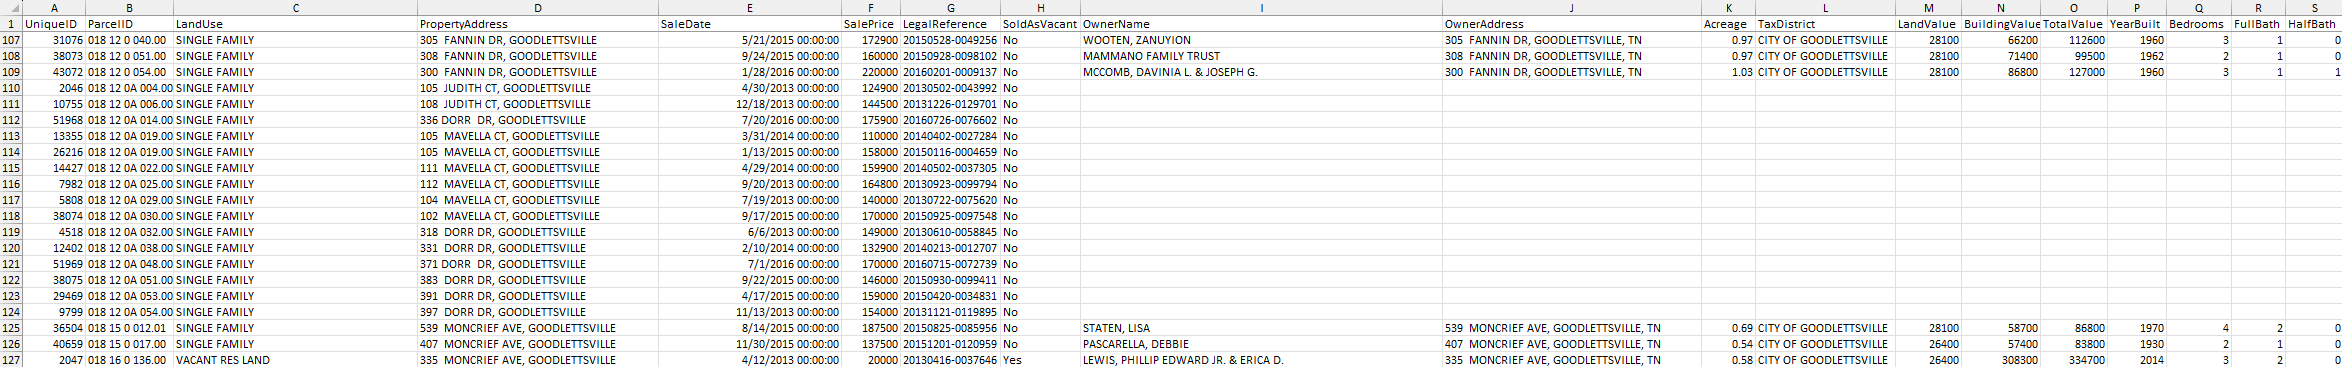 A B C D E F G H I J K L M N O P Q R S
1 UniqueID ParcelID LandUse PropertyAddress SaleDate SalePrice LegalReference SoldAsVacant OwnerName OwnerAddress Acreage TaxDistrict LandValue BuildingValue TotalValue YearBuilt Bedrooms FullBath HalfBath
107 31076 018 12 0 040.00 SINGLE FAMILY 305 FANNIN DR, GOODLETTSVILLE 5/21/2015 00:00:00 172900 20150528-0049256 No WOOTEN, ZANUYION 305 FANNIN DR, GOODLETTSVILLE, TN 0.97 CITY OF GOODLETTSVILLE 28100 66200 112600 1960 3 1 0
108 38073 018 12 0 051.00 SINGLE FAMILY 308 FANNIN DR, GOODLETTSVILLE 9/24/2015 00:00:00 160000 20150928-0098102 No MAMMANO FAMILY TRUST 308 FANNIN DR, GOODLETTSVILLE, TN 0.97 CITY OF GOODLETTSVILLE 28100 71400 99500 1962 2 1 0
109 43072 018 12 0 054.00 SINGLE FAMILY 300 FANNIN DR, GOODLETTSVILLE 1/28/2016 00:00:00 220000 20160201-0009137 No MCCOMB, DAVINIA L. & JOSEPH G. 300 FANNIN DR, GOODLETTSVILLE, TN 1.03 CITY OF GOODLETTSVILLE 28100 86800 127000 1960 3 1 1
110 2046 018 12 0A 004.00 SINGLE FAMILY 105 JUDITH CT, GOODLETTSVILLE 4/30/2013 00:00:00 124900 20130502-0043992 No
111 10755 018 12 0A 006.00 SINGLE FAMILY 108 JUDITH CT, GOODLETTSVILLE 12/18/2013 00:00:00 144500 20131226-0129701 No
112 51968 018 12 0A 014.00 SINGLE FAMILY 336 DORR DR, GOODLETTSVILLE 7/20/2016 00:00:00 175900 20160726-0076602 No
113 13355 018 12 0A 019.00 SINGLE FAMILY 105 MAVELLA CT, GOODLETTSVILLE 3/31/2014 00:00:00 110000 20140402-0027284 No
114 26216 018 12 0A 019.00 SINGLE FAMILY 105 MAVELLA CT, GOODLETTSVILLE 1/13/2015 00:00:00 158000 20150116-0004659 No
115 14427 018 12 0A 022.00 SINGLE FAMILY 111 MAVELLA CT, GOODLETTSVILLE 4/29/2014 00:00:00 159900 20140502-0037305 No
116 7982 018 12 0A 025.00 SINGLE FAMILY 112 MAVELLA CT, GOODLETTSVILLE 9/20/2013 00:00:00 164800 20130923-0099794 No
117 5808 018 12 0A 029.00 SINGLE FAMILY 104 MAVELLA CT, GOODLETTSVILLE 7/19/2013 00:00:00 140000 20130722-0075620 No
118 38074 018 12 0A 030.00 SINGLE FAMILY 102 MAVELLA CT, GOODLETTSVILLE 9/17/2015 00:00:00 170000 20150925-0097548 No
119 4518 018 12 0A 032.00 SINGLE FAMILY 318 DORR DR, GOODLETTSVILLE 6/6/2013 00:00:00 149000 20130610-0058845 No
120 12402 018 12 0A 038.00 SINGLE FAMILY 331 DORR DR, GOODLETTSVILLE 2/10/2014 00:00:00 132900 20140213-0012707 No
121 51969 018 12 0A 048.00 SINGLE FAMILY 371 DORR DR, GOODLETTSVILLE 7/1/2016 00:00:00 170000 20160715-0072739 No
122 38075 018 12 0A 051.00 SINGLE FAMILY 383 DORR DR, GOODLETTSVILLE 9/22/2015 00:00:00 146000 20150930-0099411 No
123 29469 018 12 0A 053.00 SINGLE FAMILY 391 DORR DR, GOODLETTSVILLE 4/17/2015 00:00:00 159000 20150420-0034831 No
124 9799 018 12 0A 054.00 SINGLE FAMILY 397 DORR DR, GOODLETTSVILLE 11/13/2013 00:00:00 154000 20131121-0119895 No
125 36504 018 15 0 012.01 SINGLE FAMILY 539 MONCRIEF AVE, GOODLETTSVILLE 8/14/2015 00:00:00 187500 20150825-0085956 No STATEN, LISA 539 MONCRIEF AVE, GOODLETTSVILLE, TN 0.69 CITY OF GOODLETTSVILLE 28100 58700 86800 1970 4 2 0
126 40659 018 15 0 017.00 SINGLE FAMILY 407 MONCRIEF AVE, GOODLETTSVILLE 11/30/2015 00:00:00 137500 20151201-0120959 No PASCARELLA, DEBBIE 407 MONCRIEF AVE, GOODLETTSVILLE, TN 0.54 CITY OF GOODLETTSVILLE 26400 57400 83800 1930 2 1 0
127 2047 018 16 0 136.00 VACANT RES LAND 335 MONCRIEF AVE, GOODLETTSVILLE 4/12/2013 00:00:00 20000 20130416-0037646 Yes LEWIS, PHILLIP EDWARD JR. & ERICA D. 335 MONCRIEF AVE, GOODLETTSVILLE, TN 0.58 CITY OF GOODLETTSVILLE 26400 308300 334700 2014 3 2 0